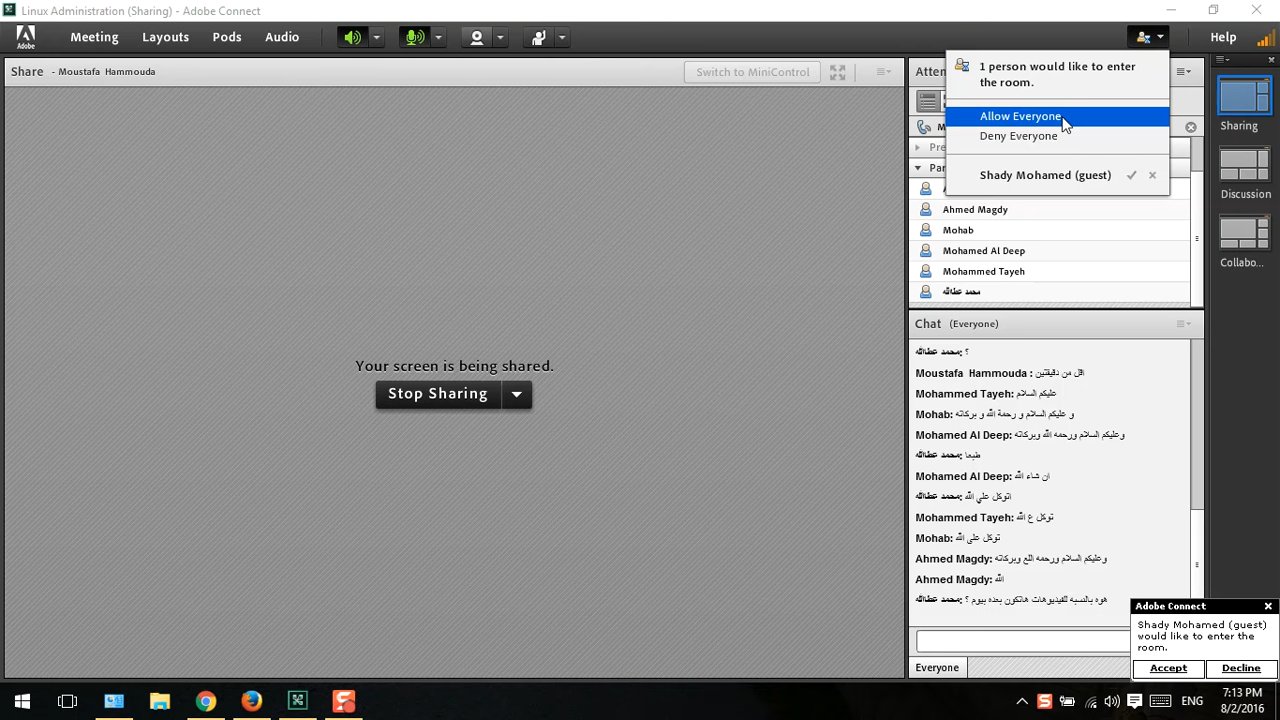 Linux Administration (Sharing) - Adobe Connect
Adobe
Meeting
Layouts
Pods
Audio
Help
Share - Moustafa Hammouda
Switch to MiniControl
Atten
1 person would like to enter
the room.
Allow Everyone
Deny Everyone
Shady Mohamed (guest)
Ahmed Magdy
Mohab
Mohamed Al Deep
Mohammed Tayeh
محمد عطاالله
Sharing
Discussion
Collabo...
Your screen is being shared.
Stop Sharing
Chat (Everyone)
محمد عطاالله: ؟
Moustafa Hammouda : اقل من دقيقتين
Mohammed Tayeh: عليكم السلام
Mohab: و عليكم السلام و رحمة الله و بركاته
Mohamed Al Deep: وعليكم السلام ورحمه الله وبركاته
محمد عطاالله: طبعا
Mohamed Al Deep: ان شاء الله
محمد عطاالله: اتوكل علي الله
Mohammed Tayeh: توكل ع الله
Mohab: توكل على الله
Ahmed Magdy: وعليكم السلام ورحمه اللع وبركاته
Ahmed Magdy: الله
محمد عطاالله: هوه بالنسبه للفيديوهات هاتكون بعده بيوم ؟
Everyone
Adobe Connect
Shady Mohamed (guest)
would like to enter the
room.
Accept
Decline
ENG
7:13 PM
8/2/2016